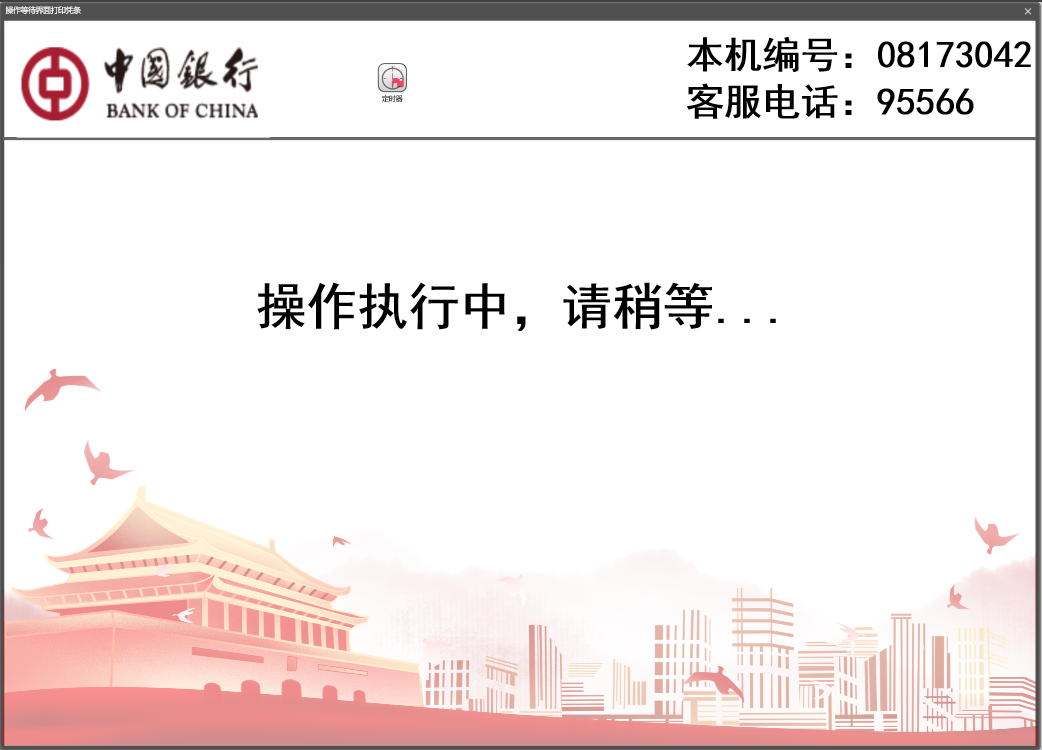 操作等待界面打印凭条
中国銀行
BANK OF CHINA
定时器
本机编号：08173042
客服电话：95566
操作执行中，请稍等...